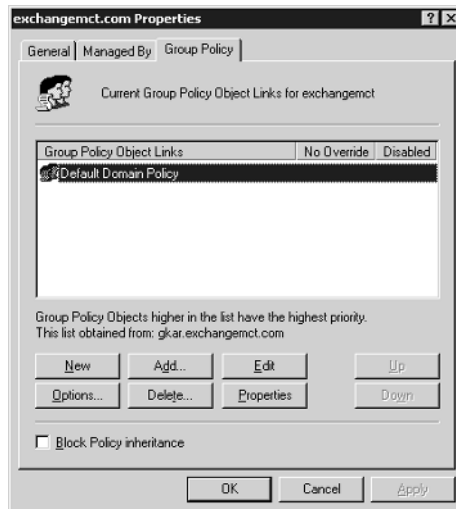 exchangemct.com Properties
General Managed By Group Policy
Current Group Policy Object Links for exchangemct
Group Policy Object Links No Override Disabled
Default Domain Policy
Group Policy Objects higher in the list have the highest priority.
This list obtained from: gkar.exchangemct.com
New Add... Edit Up
Options... Delete... Properties Down
Block Policy inheritance
OK Cancel Apply